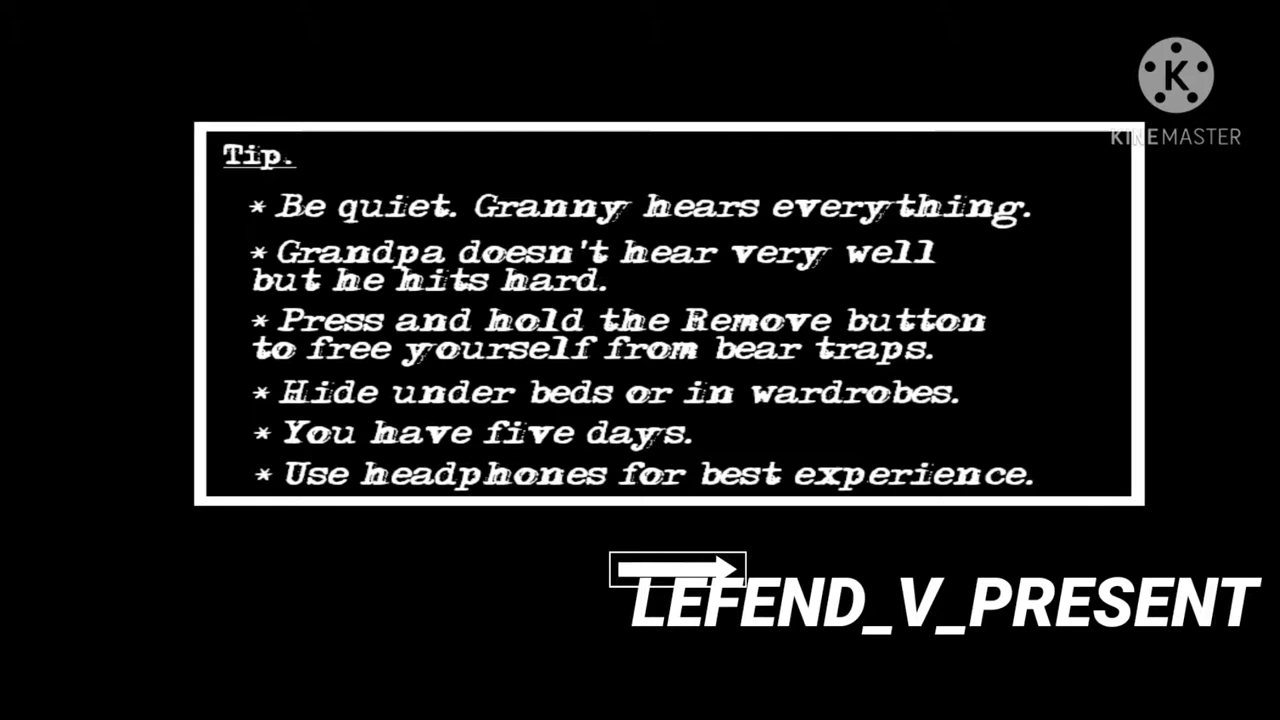 K
KINEMASTER
Tip.
* Be quiet. Granny hears everything.
* Grandpa doesn't hear very well
but he hits hard.
* Press and hold the Remove button
to free yourself from bear traps.
* Hide under beds or in wardrobes.
* You have five days.
* Use headphones for best experience.
LEFEND_V_PRESENT